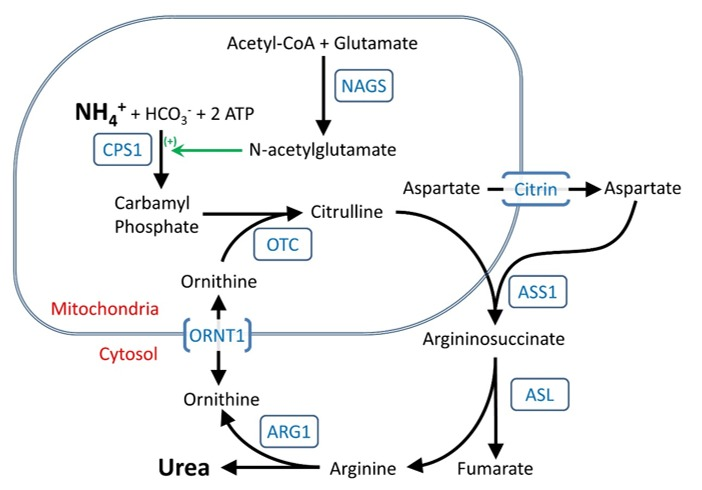 Acetyl-CoA + Glutamate
NAGS
NH₄⁺ + HCO₃⁻ + 2 ATP
CPS1
(+)
N-acetylglutamate
Carbamyl
Phosphate
Citrulline
Aspartate
Citrin
Aspartate
OTC
Ornithine
ASS1
Mitochondria
ORNT1
Cytosol
Argininosuccinate
Ornithine
ASL
ARG1
Urea
Arginine
Fumarate